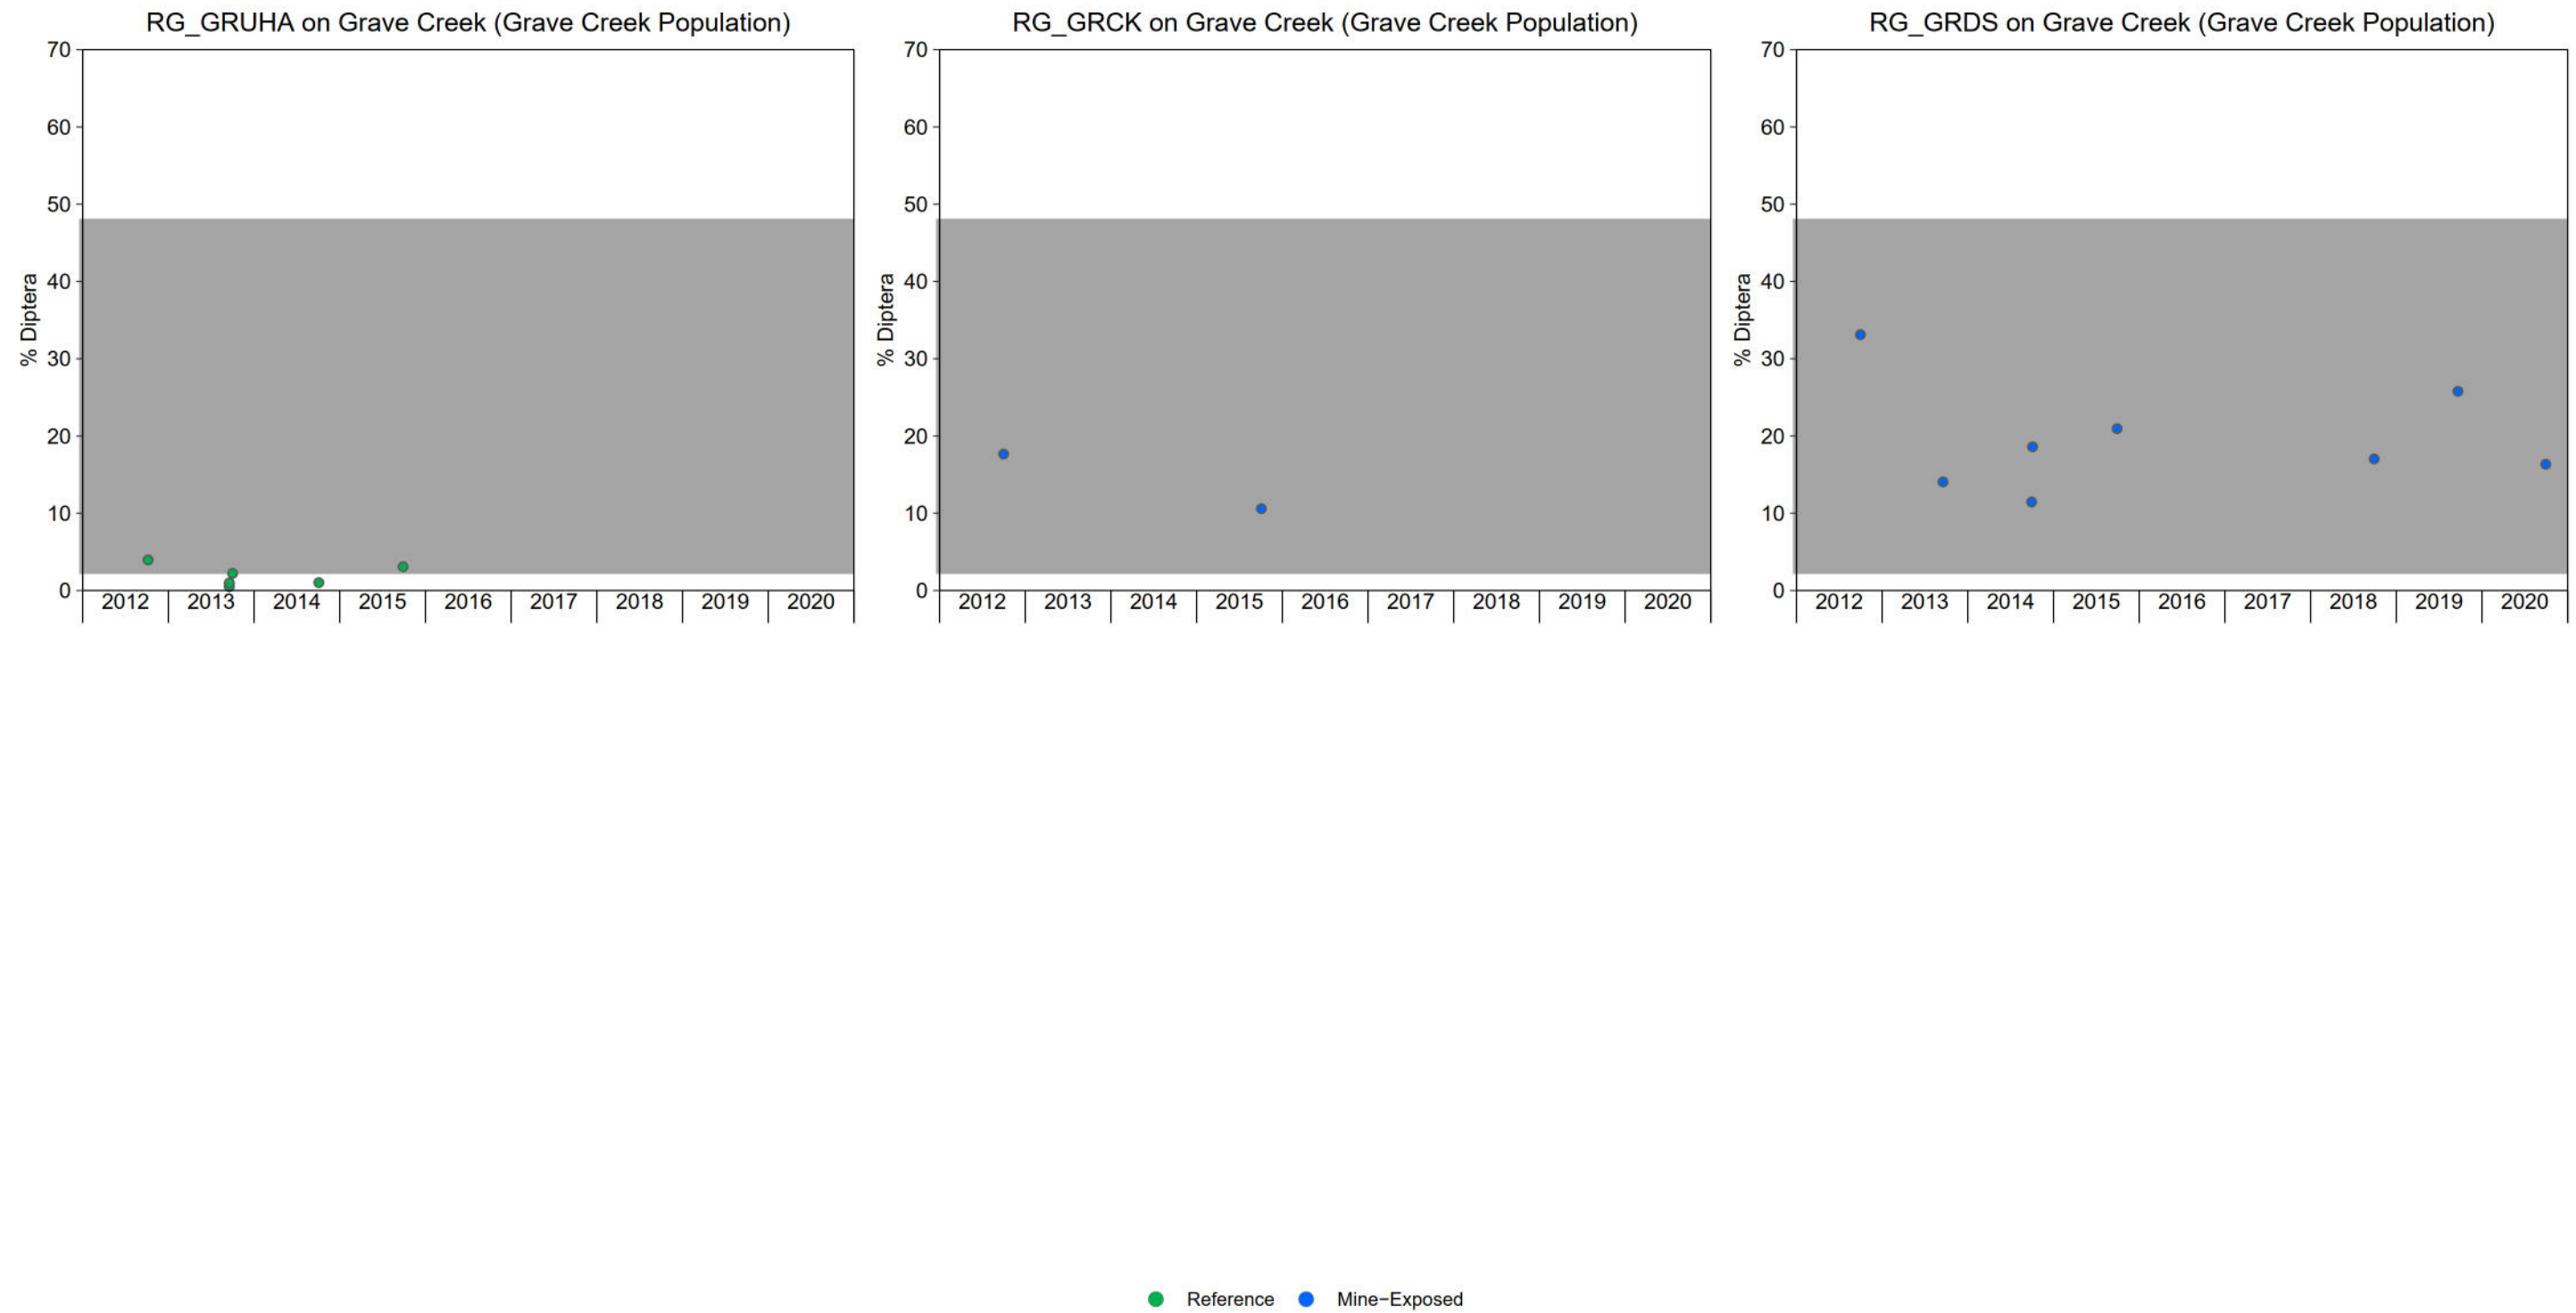 RG_GRUHA on Grave Creek (Grave Creek Population)
% Diptera
70
60
50
40
30
20
10
0
2012 2013 2014 2015 2016 2017 2018 2019 2020
RG_GRCK on Grave Creek (Grave Creek Population)
% Diptera
70
60
50
40
30
20
10
0
2012 2013 2014 2015 2016 2017 2018 2019 2020
RG_GRDS on Grave Creek (Grave Creek Population)
% Diptera
70
60
50
40
30
20
10
0
2012 2013 2014 2015 2016 2017 2018 2019 2020
Reference Mine−Exposed